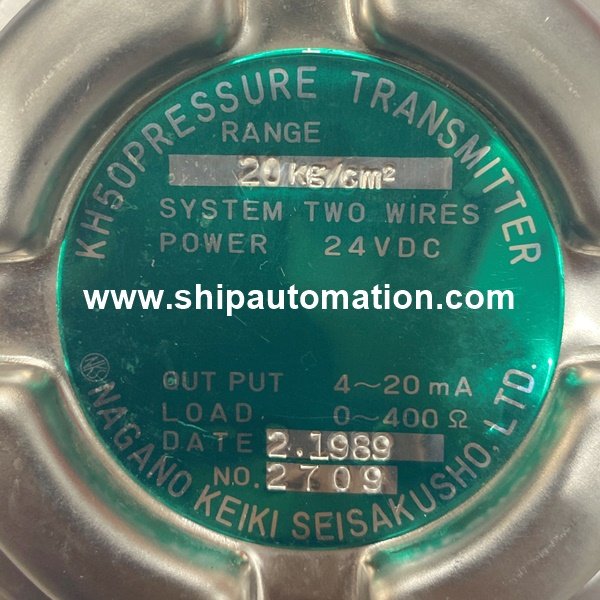 KH50PRESSURE TRANSMITTER
RANGE
20Kg/cm²
SYSTEM TWO WIRES
POWER 24VDC
www.shipautomation.com
OUT PUT 4~20mA
LOAD 0~400Ω
DATE 2.1989
NO. 2709
NAGANO KEIKI SEISAKUSHO, LTD.